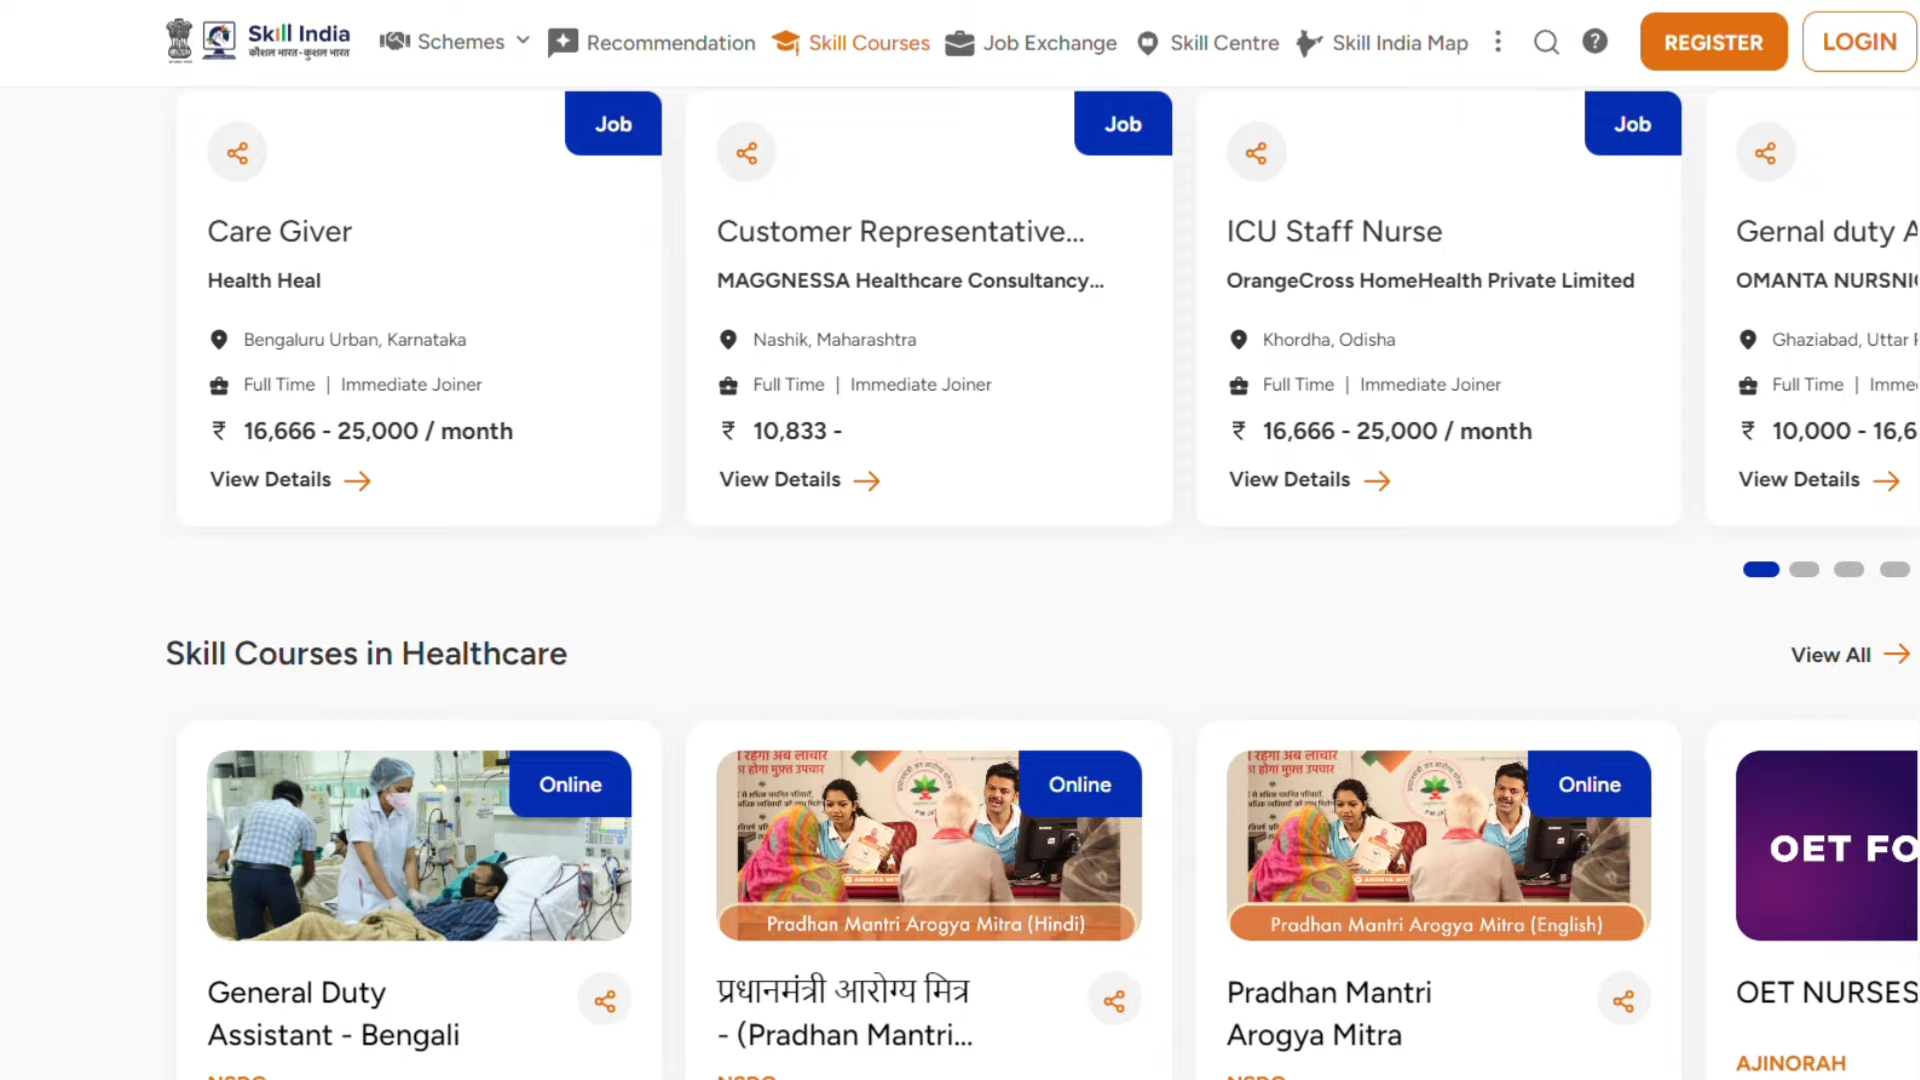 Skill India
कौशल भारत-कुशल भारत
Schemes
Recommendation
Skill Courses
Job Exchange
Skill Centre
Skill India Map
REGISTER
LOGIN
Job
Care Giver
Health Heal
Bengaluru Urban, Karnataka
Full Time | Immediate Joiner
₹ 16,666 - 25,000 / month
View Details
Job
Customer Representative...
MAGGNESSA Healthcare Consultancy...
Nashik, Maharashtra
Full Time | Immediate Joiner
₹ 10,833 -
View Details
Job
ICU Staff Nurse
OrangeCross HomeHealth Private Limited
Khordha, Odisha
Full Time | Immediate Joiner
₹ 16,666 - 25,000 / month
View Details
Gernal duty A
OMANTA NURSNI
Ghaziabad, Uttar
Full Time | Imme
₹ 10,000 - 16,6
View Details
Skill Courses in Healthcare
View All
Online
General Duty
Assistant - Bengali
Online
Pradhan Mantri Arogya Mitra (Hindi)
प्रधानमंत्री आरोग्य मित्र
- (Pradhan Mantri...
Online
Pradhan Mantri Arogya Mitra (English)
Pradhan Mantri
Arogya Mitra
OET FO
OET NURSES
AJINORAH